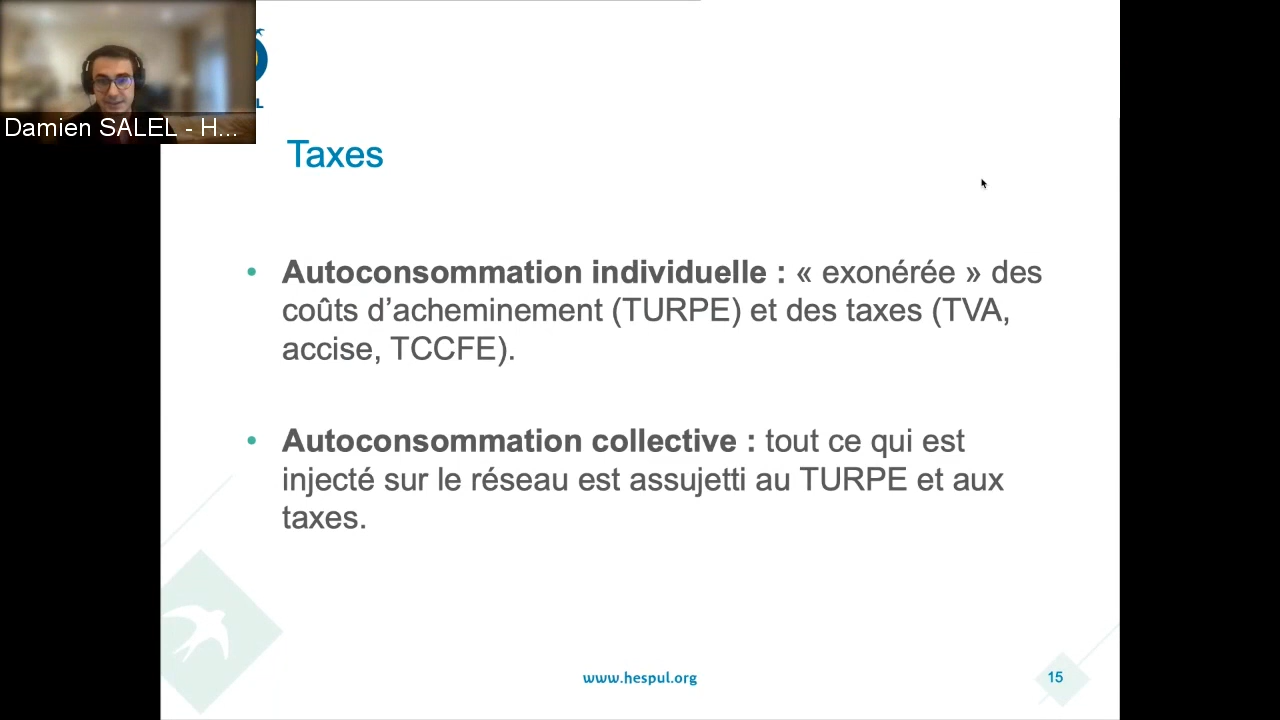 Damien SALEL - H...
L
Taxes
• Autoconsommation individuelle : « exonérée » des
coûts d’acheminement (TURPE) et des taxes (TVA,
accise, TCCFE).
• Autoconsommation collective : tout ce qui est
injecté sur le réseau est assujetti au TURPE et aux
taxes.
www.hespul.org
15